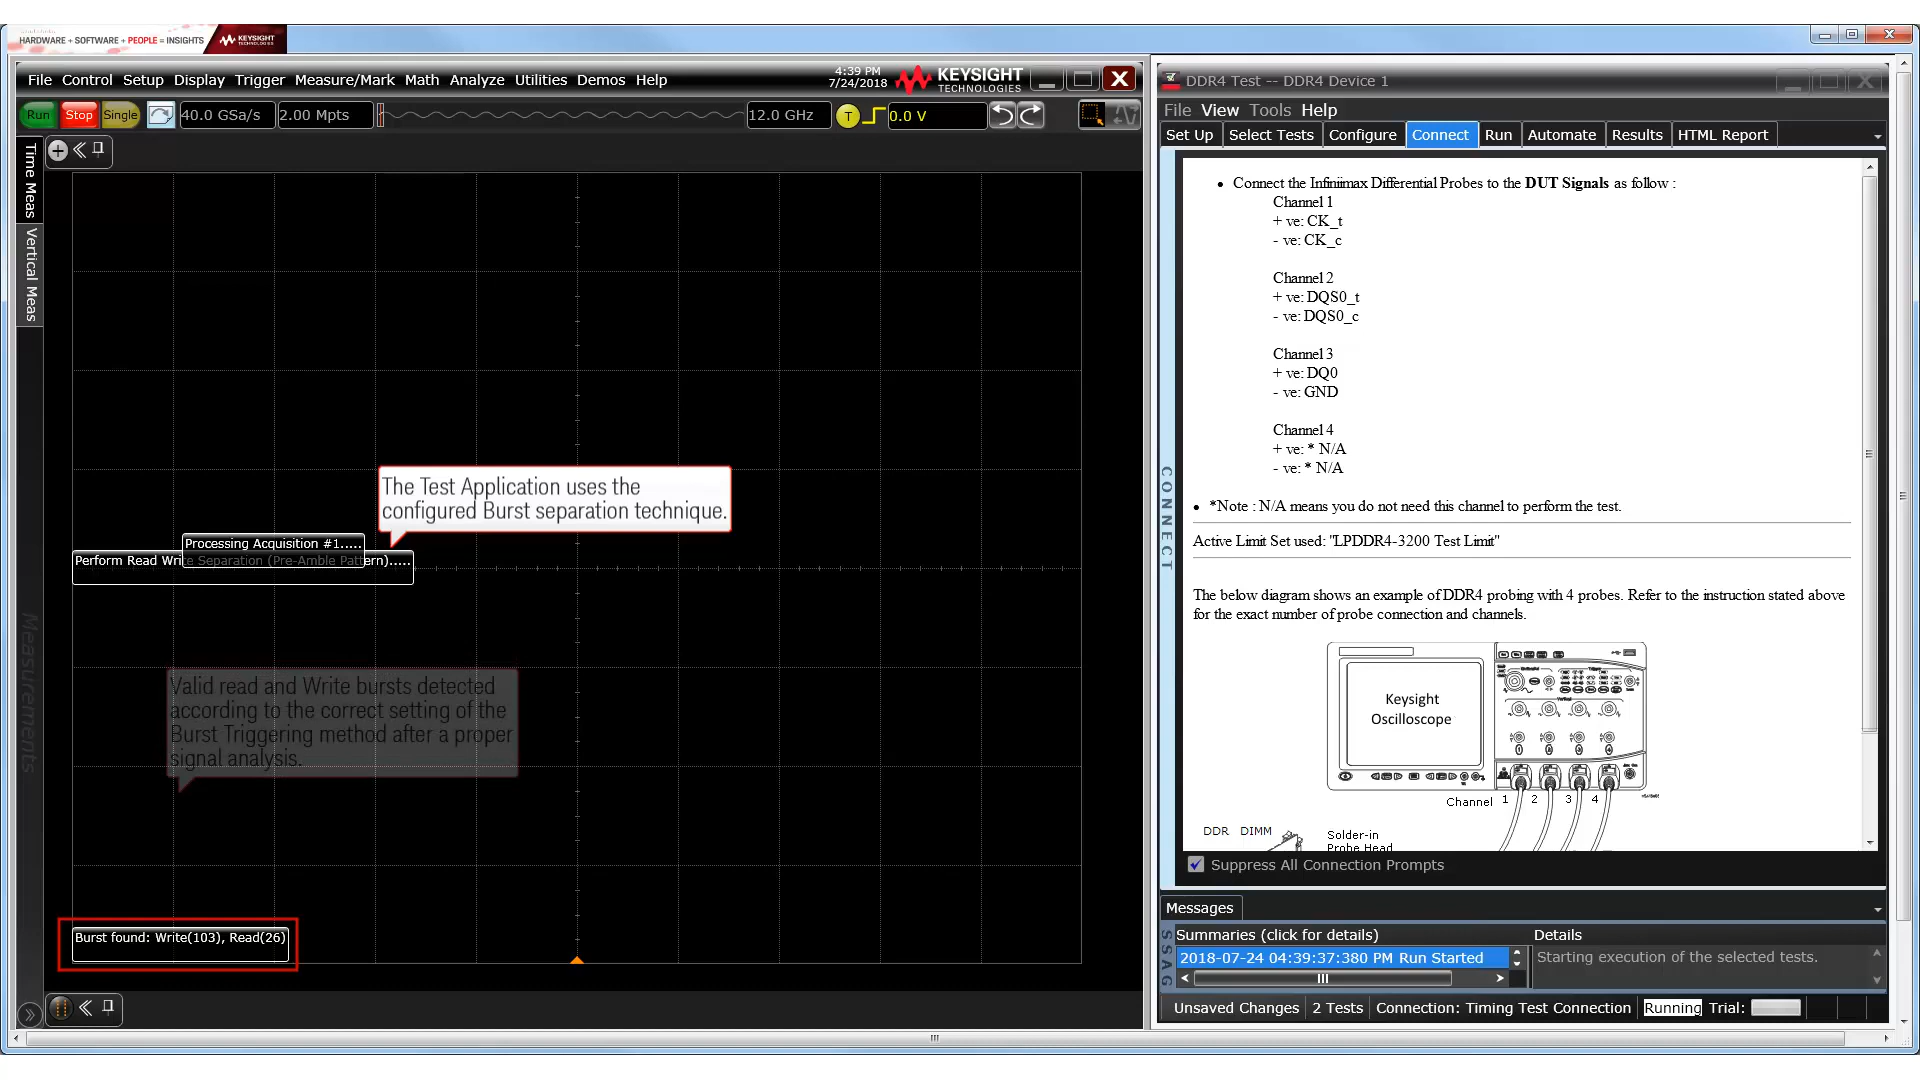 HARDWARE + SOFTWARE + PEOPLE = INSIGHTS
KEYSIGHT
TECHNOLOGIES
File Control Setup Display Trigger Measure/Mark Math Analyze Utilities Demos Help
4:39 PM
7/24/2018
KEYSIGHT
TECHNOLOGIES
Run Stop Single 40.0 GSa/s 2.00 Mpts 12.0 GHz T 0.0 V
Time Meas
Vertical Meas
Measurements
The Test Application uses the
configured Burst separation technique.
Processing Acquisition #1.....
Perform Read Write Separation (Pre-Amble Pattern).....
Valid read and Write bursts detected
according to the correct setting of the
Burst Triggering method after a proper
signal analysis.
Burst found: Write(103), Read(26)
DDR4 Test -- DDR4 Device 1
File View Tools Help
Set Up Select Tests Configure Connect Run Automate Results HTML Report
CONNECT
Connect the Infiniimax Differential Probes to the DUT Signals as follow :
Channel 1
+ ve: CK_t
- ve: CK_c
Channel 2
+ ve: DQS0_t
- ve: DQS0_c
Channel 3
+ ve: DQ0
- ve: GND
Channel 4
+ ve: * N/A
- ve: * N/A
*Note : N/A means you do not need this channel to perform the test.
Active Limit Set used: "LPDDR4-3200 Test Limit"
The below diagram shows an example of DDR4 probing with 4 probes. Refer to the instruction stated above
for the exact number of probe connection and channels.
Keysight
Oscilloscope
Channel 1 2 3 4
DDR DIMM
Solder-in
Probe Head
Suppress All Connection Prompts
Messages
SSAG
Summaries (click for details)
2018-07-24 04:39:37:380 PM Run Started
Details
Starting execution of the selected tests.
Unsaved Changes 2 Tests Connection: Timing Test Connection Running Trial: